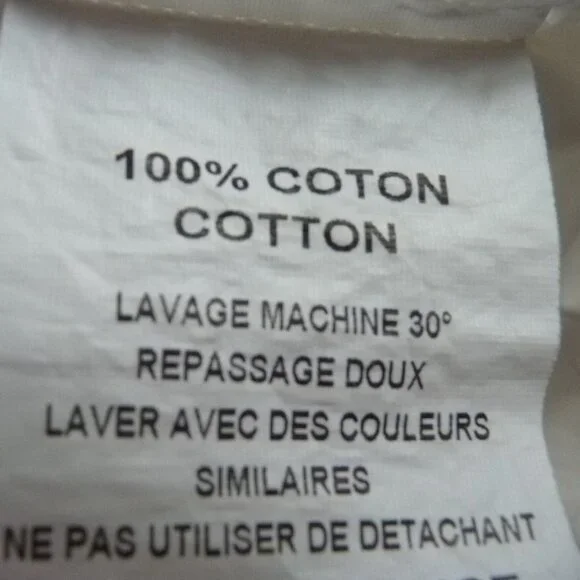 100% COTON
COTTON
LAVAGE MACHINE 30°
REPASSAGE DOUX
LAVER AVEC DES COULEURS
SIMILAIRES
NE PAS UTILISER DE DETACHANT